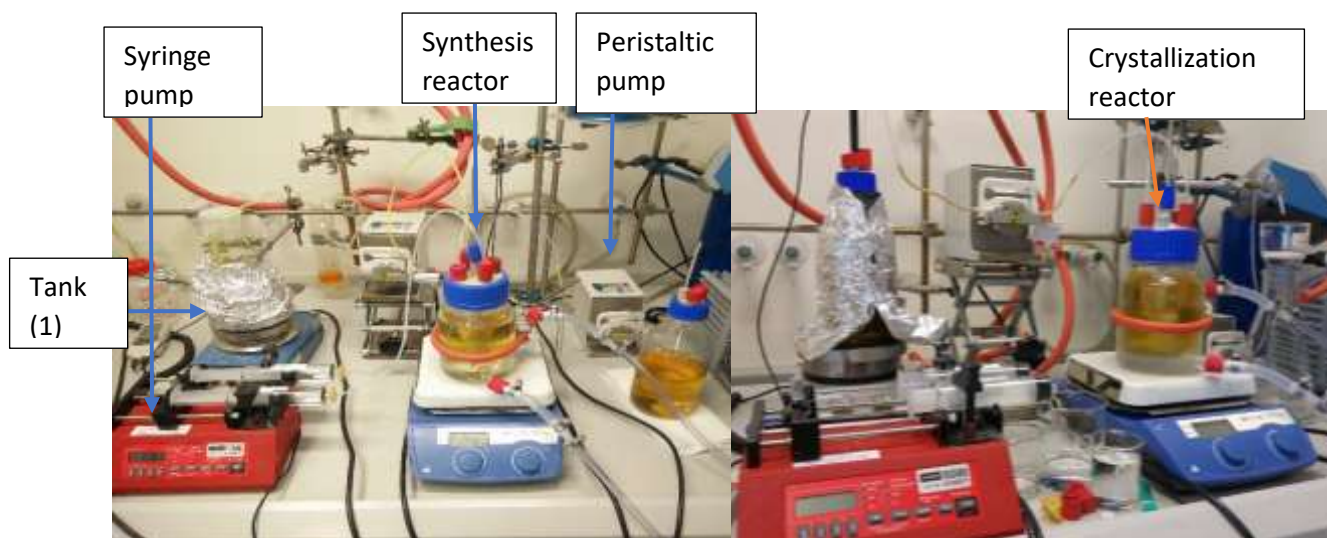 Syringe
pump
Synthesis
reactor
Peristaltic
pump
Crystallization
reactor
Tank
(1)